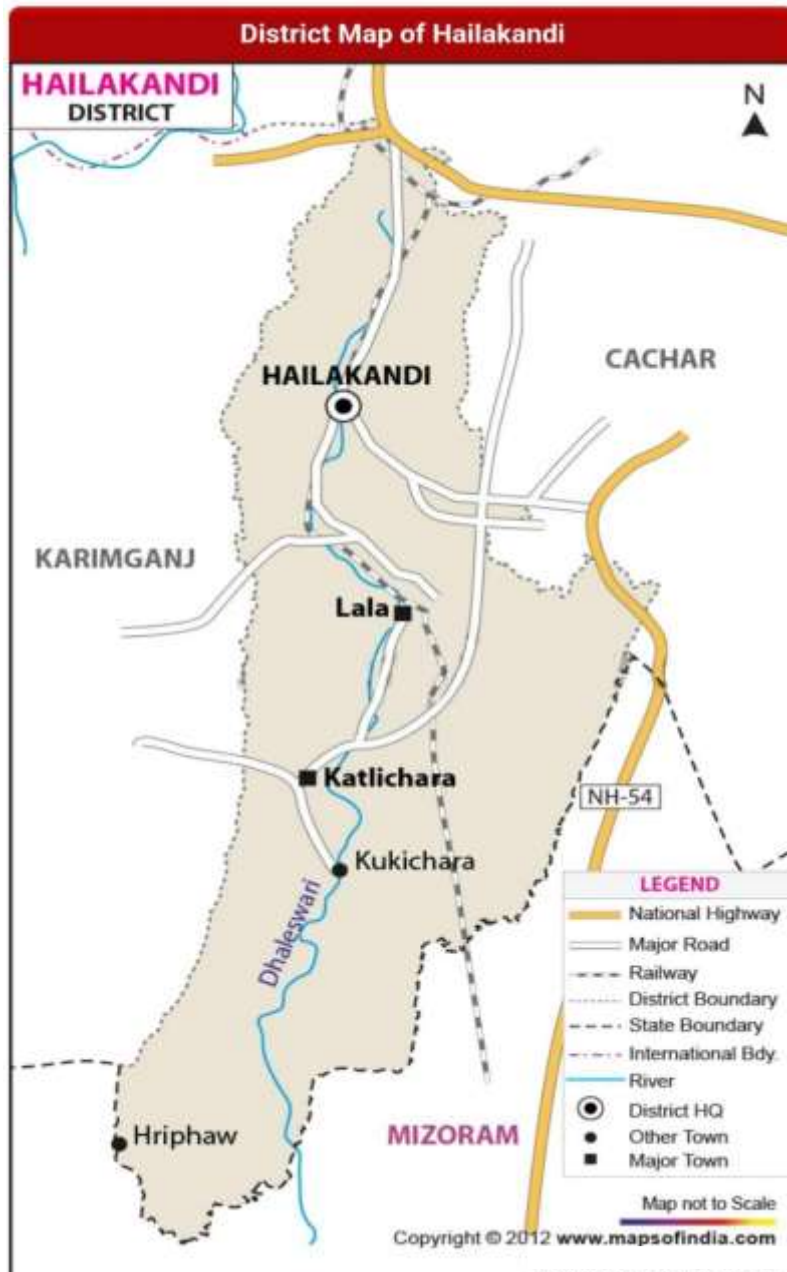 District Map of Hailakandi
HAILAKANDI
DISTRICT
N
CACHAR
HAILAKANDI
KARIMGANJ
Lala
Katlichara
NH-54
Kukichara
Dhaleswari
LEGEND
National Highway
Major Road
Railway
District Boundary
State Boundary
International Bdy.
River
District HQ
Other Town
Major Town
Hriphaw
MIZORAM
Map not to Scale
Copyright © 2012 www.mapsofindia.com